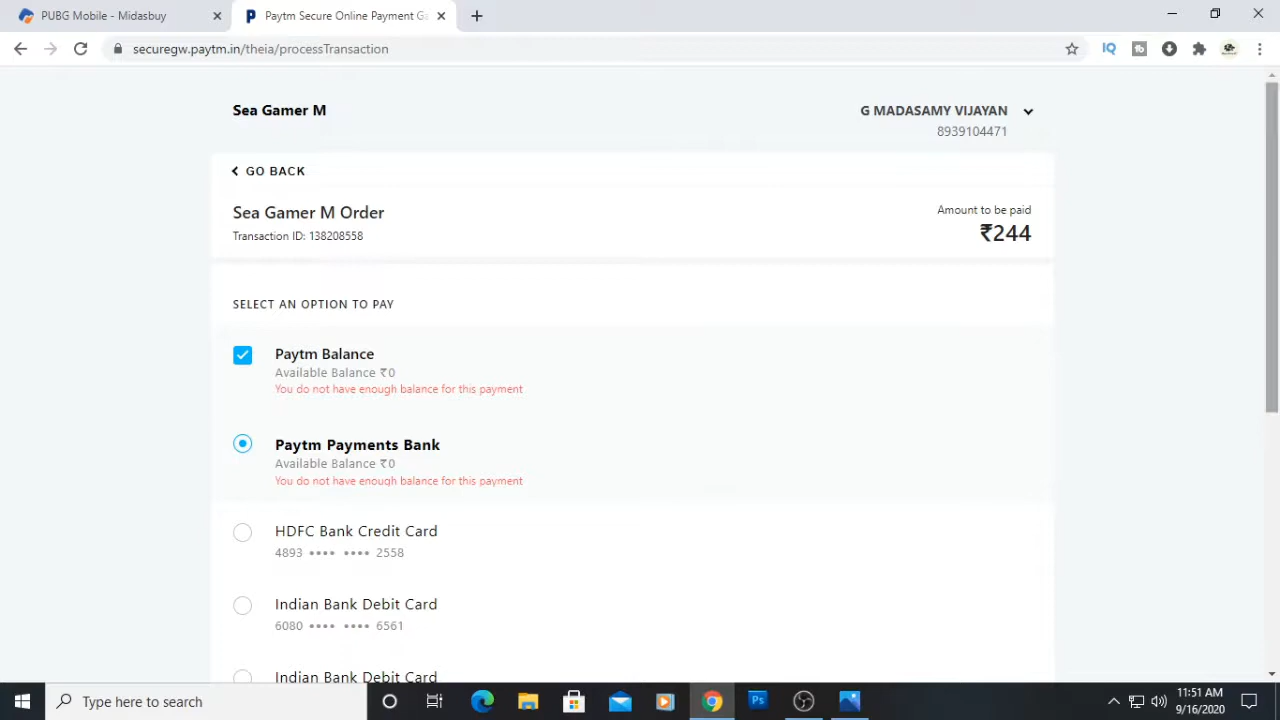 PUBG Mobile - Midasbuy
Paytm Secure Online Payment Ga
securegw.paytm.in/theia/processTransaction
Sea Gamer M
G MADASAMY VIJAYAN
8939104471
GO BACK
Sea Gamer M Order
Transaction ID: 138208558
Amount to be paid
₹244
SELECT AN OPTION TO PAY
Paytm Balance
Available Balance ₹0
You do not have enough balance for this payment
Paytm Payments Bank
Available Balance ₹0
You do not have enough balance for this payment
HDFC Bank Credit Card
4893 •••• •••• 2558
Indian Bank Debit Card
6080 •••• •••• 6561
Indian Bank Debit Card
Type here to search
11:51 AM
9/16/2020